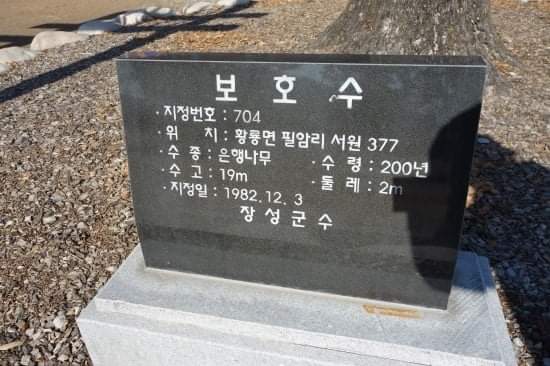 보호수
· 지정번호 : 704
· 위 치 : 황룡면 필암리 서원 377
· 수 종 : 은행나무 · 수 령 : 200년
· 수 고 : 19m · 둘 레 : 2m
· 지정일 : 1982. 12. 3
장성군수